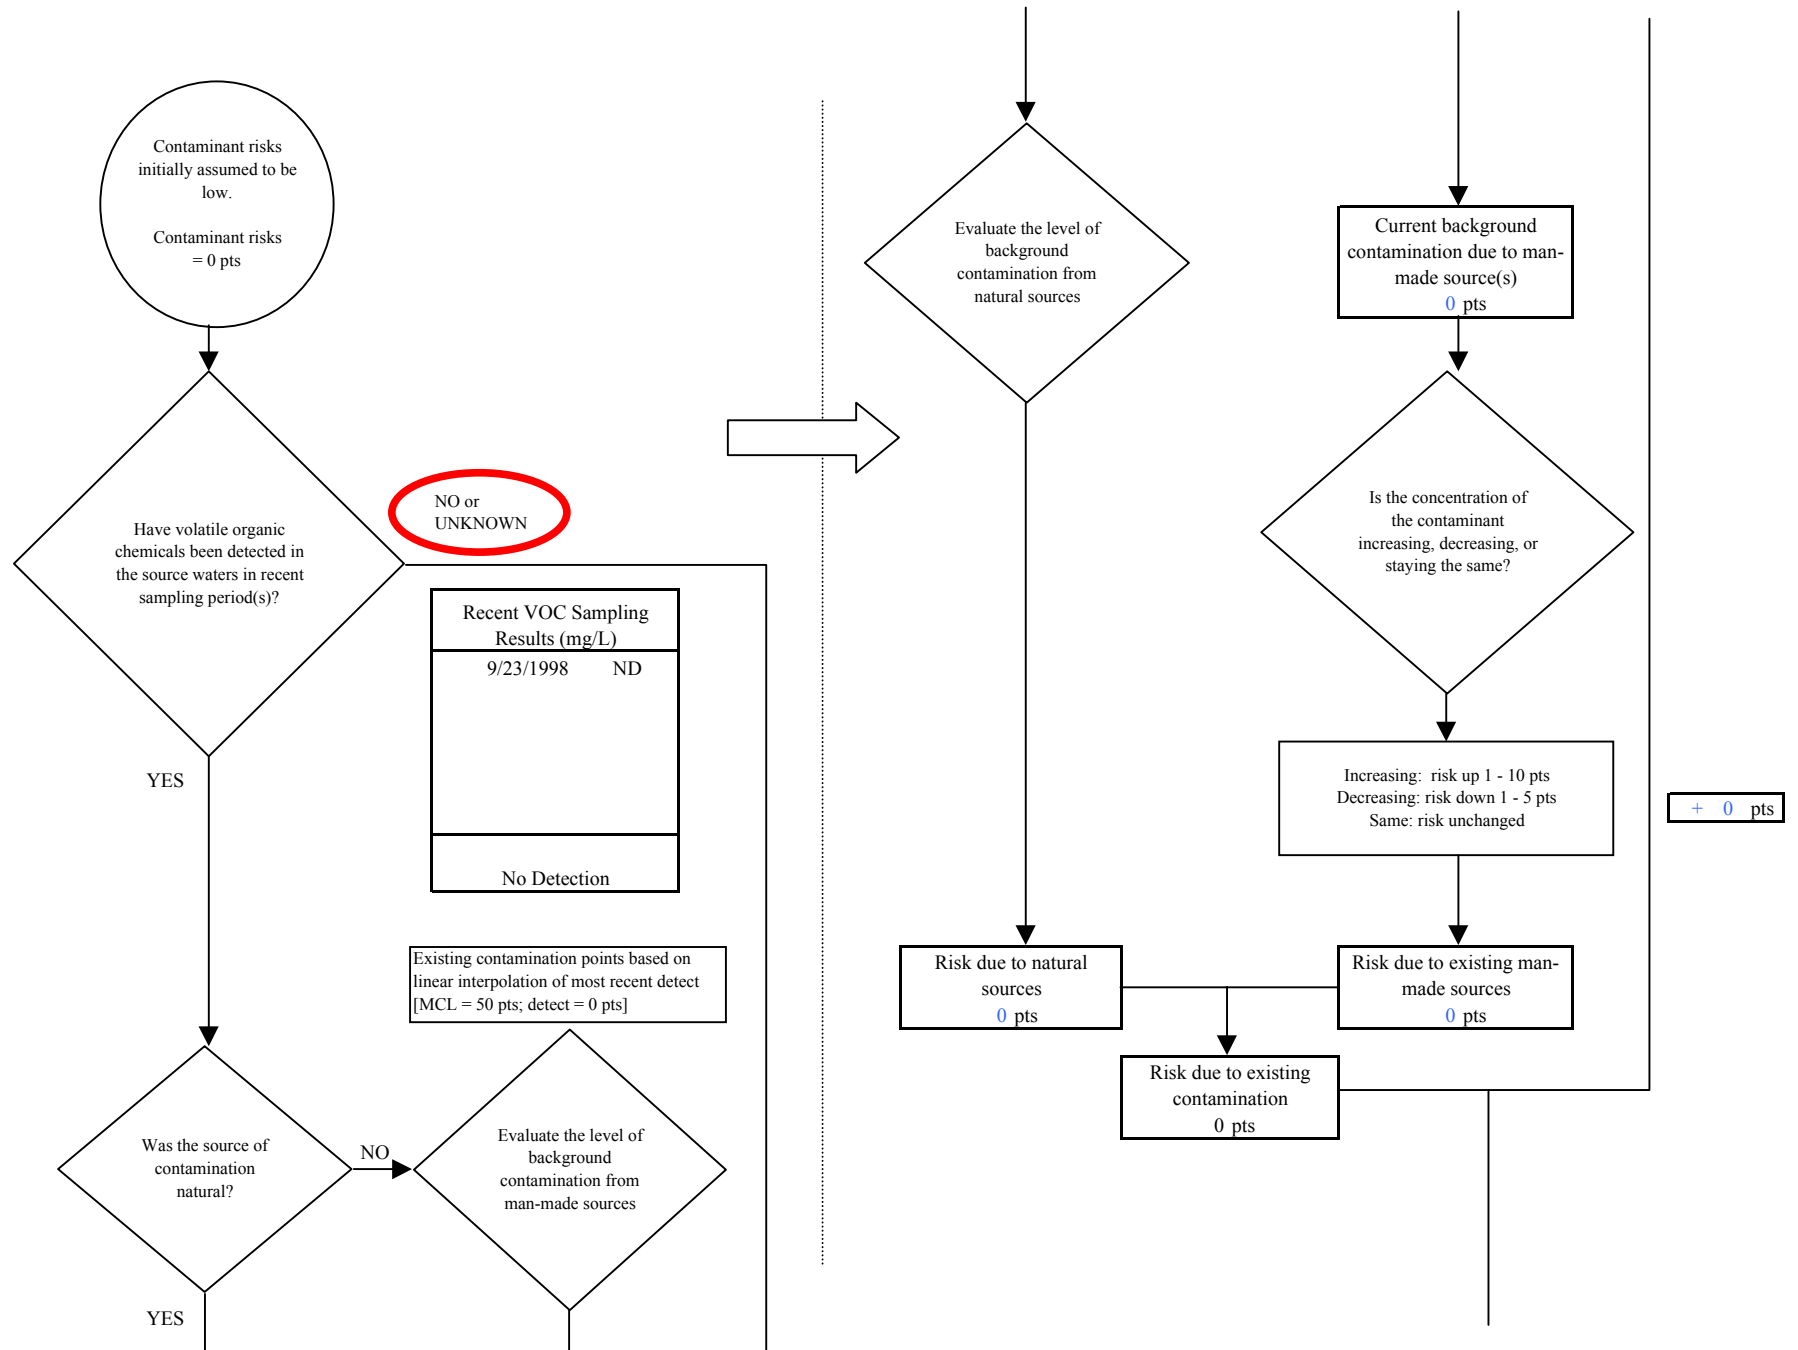 Contaminant risks
initially assumed to be
low.
Contaminant risks
= 0 pts
Have volatile organic
chemicals been detected in
the source waters in recent
sampling period(s)?
NO or
UNKNOWN
Recent VOC Sampling
Results (mg/L)
9/23/1998 ND
No Detection
YES
Existing contamination points based on
linear interpolation of most recent detect
[MCL = 50 pts; detect = 0 pts]
Was the source of
contamination
natural?
NO
Evaluate the level of
background
contamination from
man-made sources
YES
Evaluate the level of
background
contamination from
natural sources
Current background
contamination due to man-
made source(s)
0 pts
Is the concentration of
the contaminant
increasing, decreasing, or
staying the same?
Increasing: risk up 1 - 10 pts
Decreasing: risk down 1 - 5 pts
Same: risk unchanged
+ 0 pts
Risk due to natural
sources
0 pts
Risk due to existing man-
made sources
0 pts
Risk due to existing
contamination
0 pts